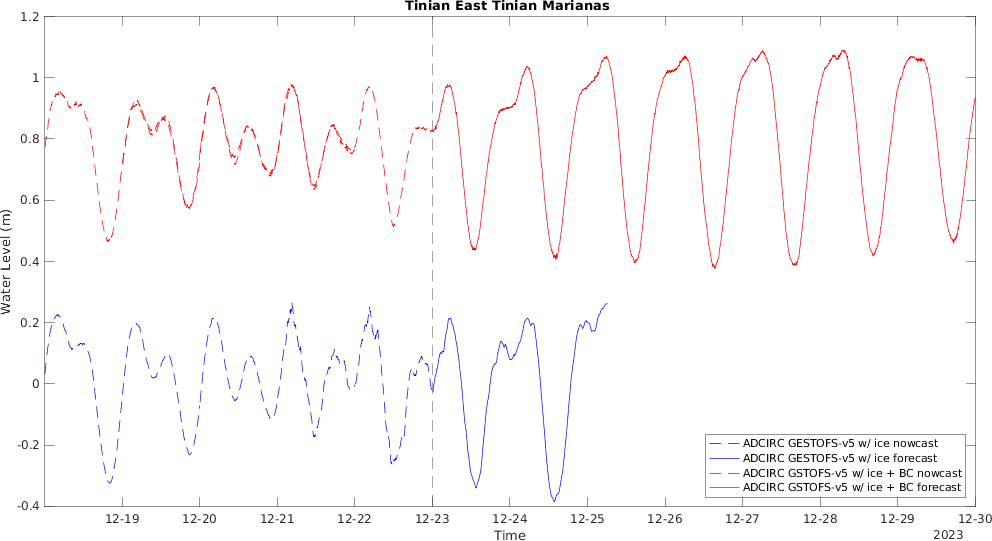 Tinian East Tinian Marianas
1.2
1
0.8
0.6
0.4
0.2
0
-0.2
-0.4
Water Level (m)
ADCIRC GESTOFS-v5 w/ ice nowcast
ADCIRC GESTOFS-v5 w/ ice forecast
ADCIRC GSTOFS-v5 w/ ice + BC nowcast
ADCIRC GSTOFS-v5 w/ ice + BC forecast
12-19 12-20 12-21 12-22 12-23 12-24 12-25 12-26 12-27 12-28 12-29 12-30
Time
2023